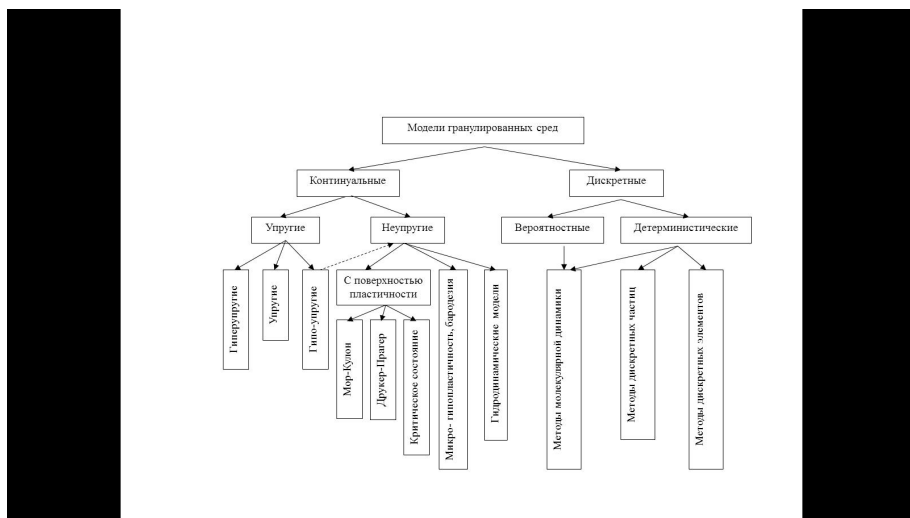 Модели гранулированных сред
Континуальные
Дискретные
Упругие
Неупругие
Вероятностные
Детерминистические
Гиперупругие
Упругие
Гипо-упругие
С поверхностью
пластичности
Мор-Кулон
Друкер-Прагер
Критическое состояние
Микро- гипопластичность, бародезия
Гидродинамические модели
Методы молекулярной динамики
Методы дискретных частиц
Методы дискретных элементов